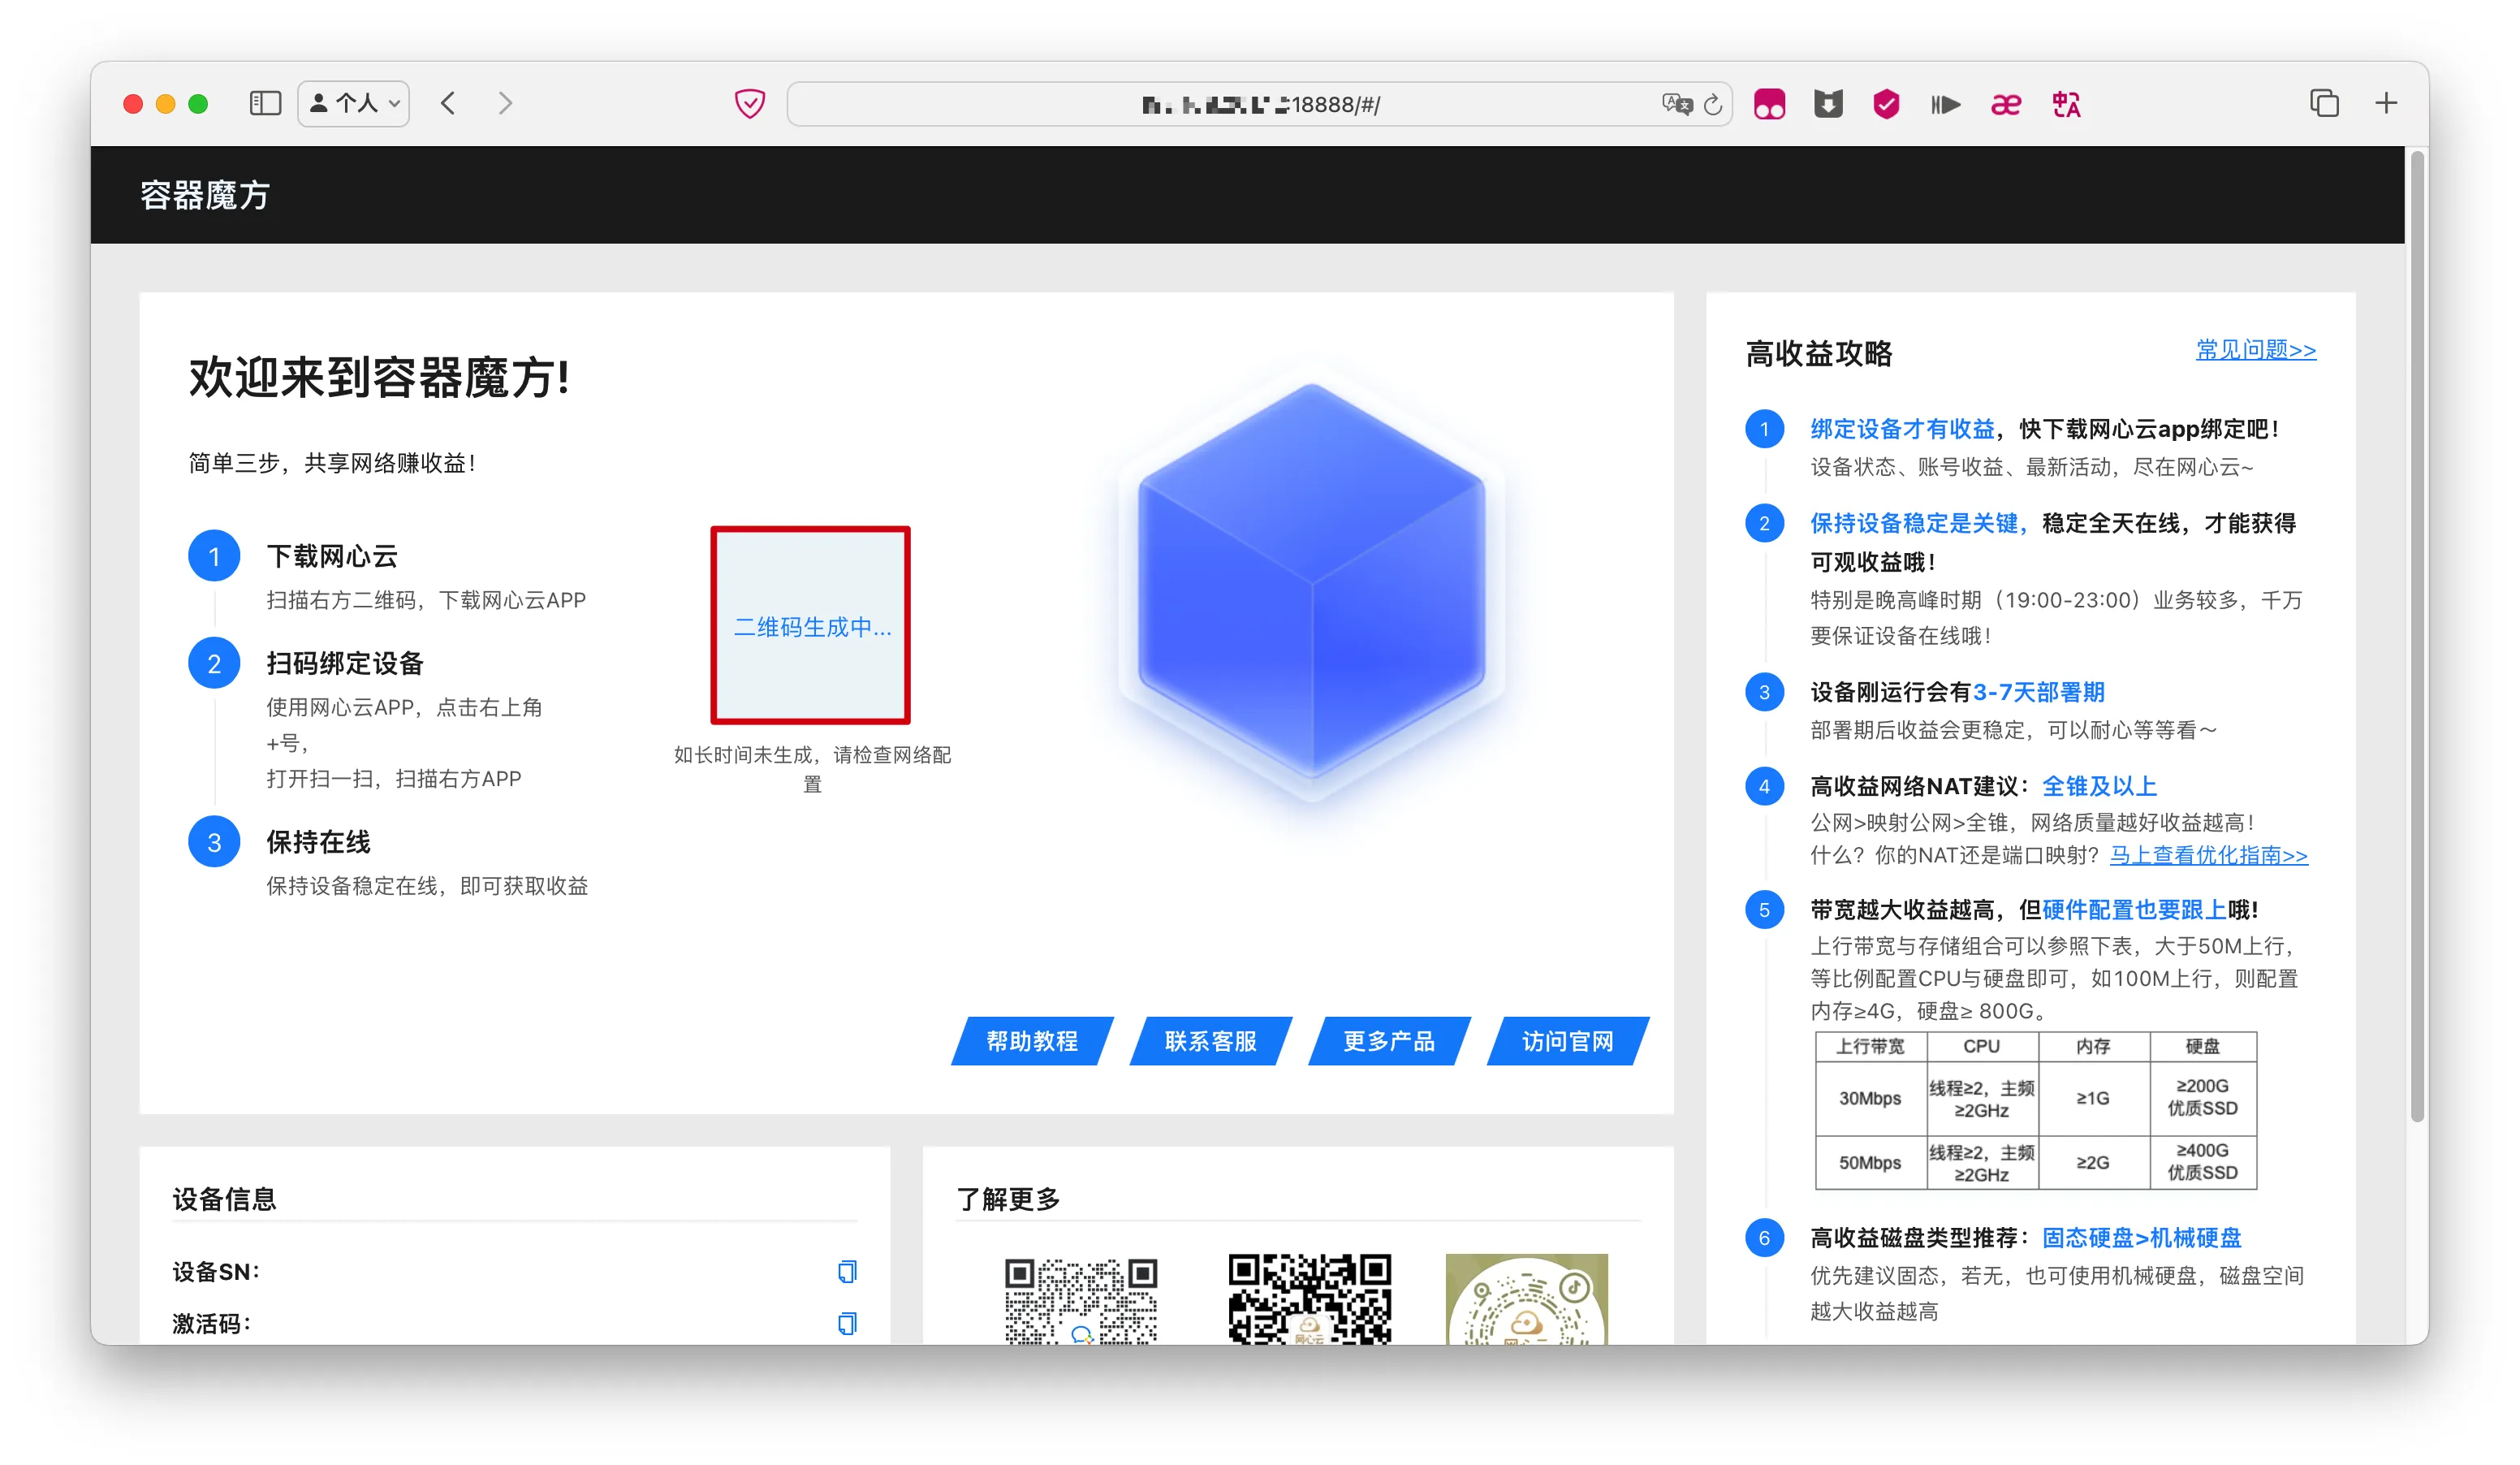 个人
:18888/#/
容器魔方
欢迎来到容器魔方!
简单三步，共享网络赚收益！
1
下载网心云
扫描右方二维码，下载网心云APP
2
扫码绑定设备
使用网心云APP，点击右上角
+号，
打开扫一扫，扫描右方APP
3
保持在线
保持设备稳定在线，即可获取收益
二维码生成中...
如长时间未生成，请检查网络配
置
帮助教程
联系客服
更多产品
访问官网
设备信息
设备SN：
激活码：
了解更多
高收益攻略
常见问题>>
1
绑定设备才有收益，快下载网心云app绑定吧！
设备状态、账号收益、最新活动，尽在网心云~
2
保持设备稳定是关键，稳定全天在线，才能获得
可观收益哦！
特别是晚高峰时期（19:00-23:00）业务较多，千万
要保证设备在线哦！
3
设备刚运行会有3-7天部署期
部署期后收益会更稳定，可以耐心等等看～
4
高收益网络NAT建议：全锥及以上
公网>映射公网>全锥，网络质量越好收益越高！
什么？你的NAT还是端口映射？马上查看优化指南>>
5
带宽越大收益越高，但硬件配置也要跟上哦!
上行带宽与存储组合可以参照下表，大于50M上行，
等比例配置CPU与硬盘即可，如100M上行，则配置
内存≥4G，硬盘≥ 800G。
上行带宽 CPU 内存 硬盘
30Mbps 线程≥2，主频≥2GHz ≥1G ≥200G 优质SSD
50Mbps 线程≥2，主频≥2GHz ≥2G ≥400G 优质SSD
6
高收益磁盘类型推荐：固态硬盘>机械硬盘
优先建议固态，若无，也可使用机械硬盘，磁盘空间
越大收益越高